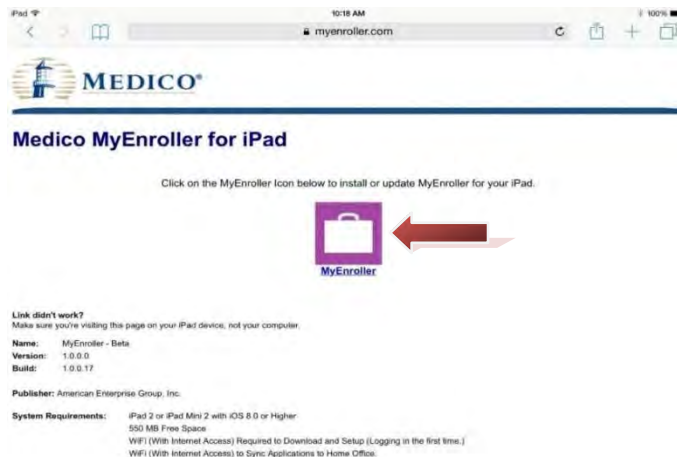 iPad
10:18 AM
100%
myenroller.com
MEDICO®
Medico MyEnroller for iPad
Click on the MyEnroller Icon below to install or update MyEnroller for your iPad.
MyEnroller
Link didn't work?
Make sure you're visiting this page on your iPad device, not your computer.
Name: MyEnroller - Beta
Version: 1.0.0.0
Build: 1.0.0.17
Publisher: American Enterprise Group, Inc.
System Requirements: iPad 2 or iPad Mini 2 with iOS 8.0 or Higher
550 MB Free Space
WiFi (With Internet Access) Required to Download and Setup (Logging in the first time.)
WiFi (With Internet Access) to Sync Applications to Home Office.